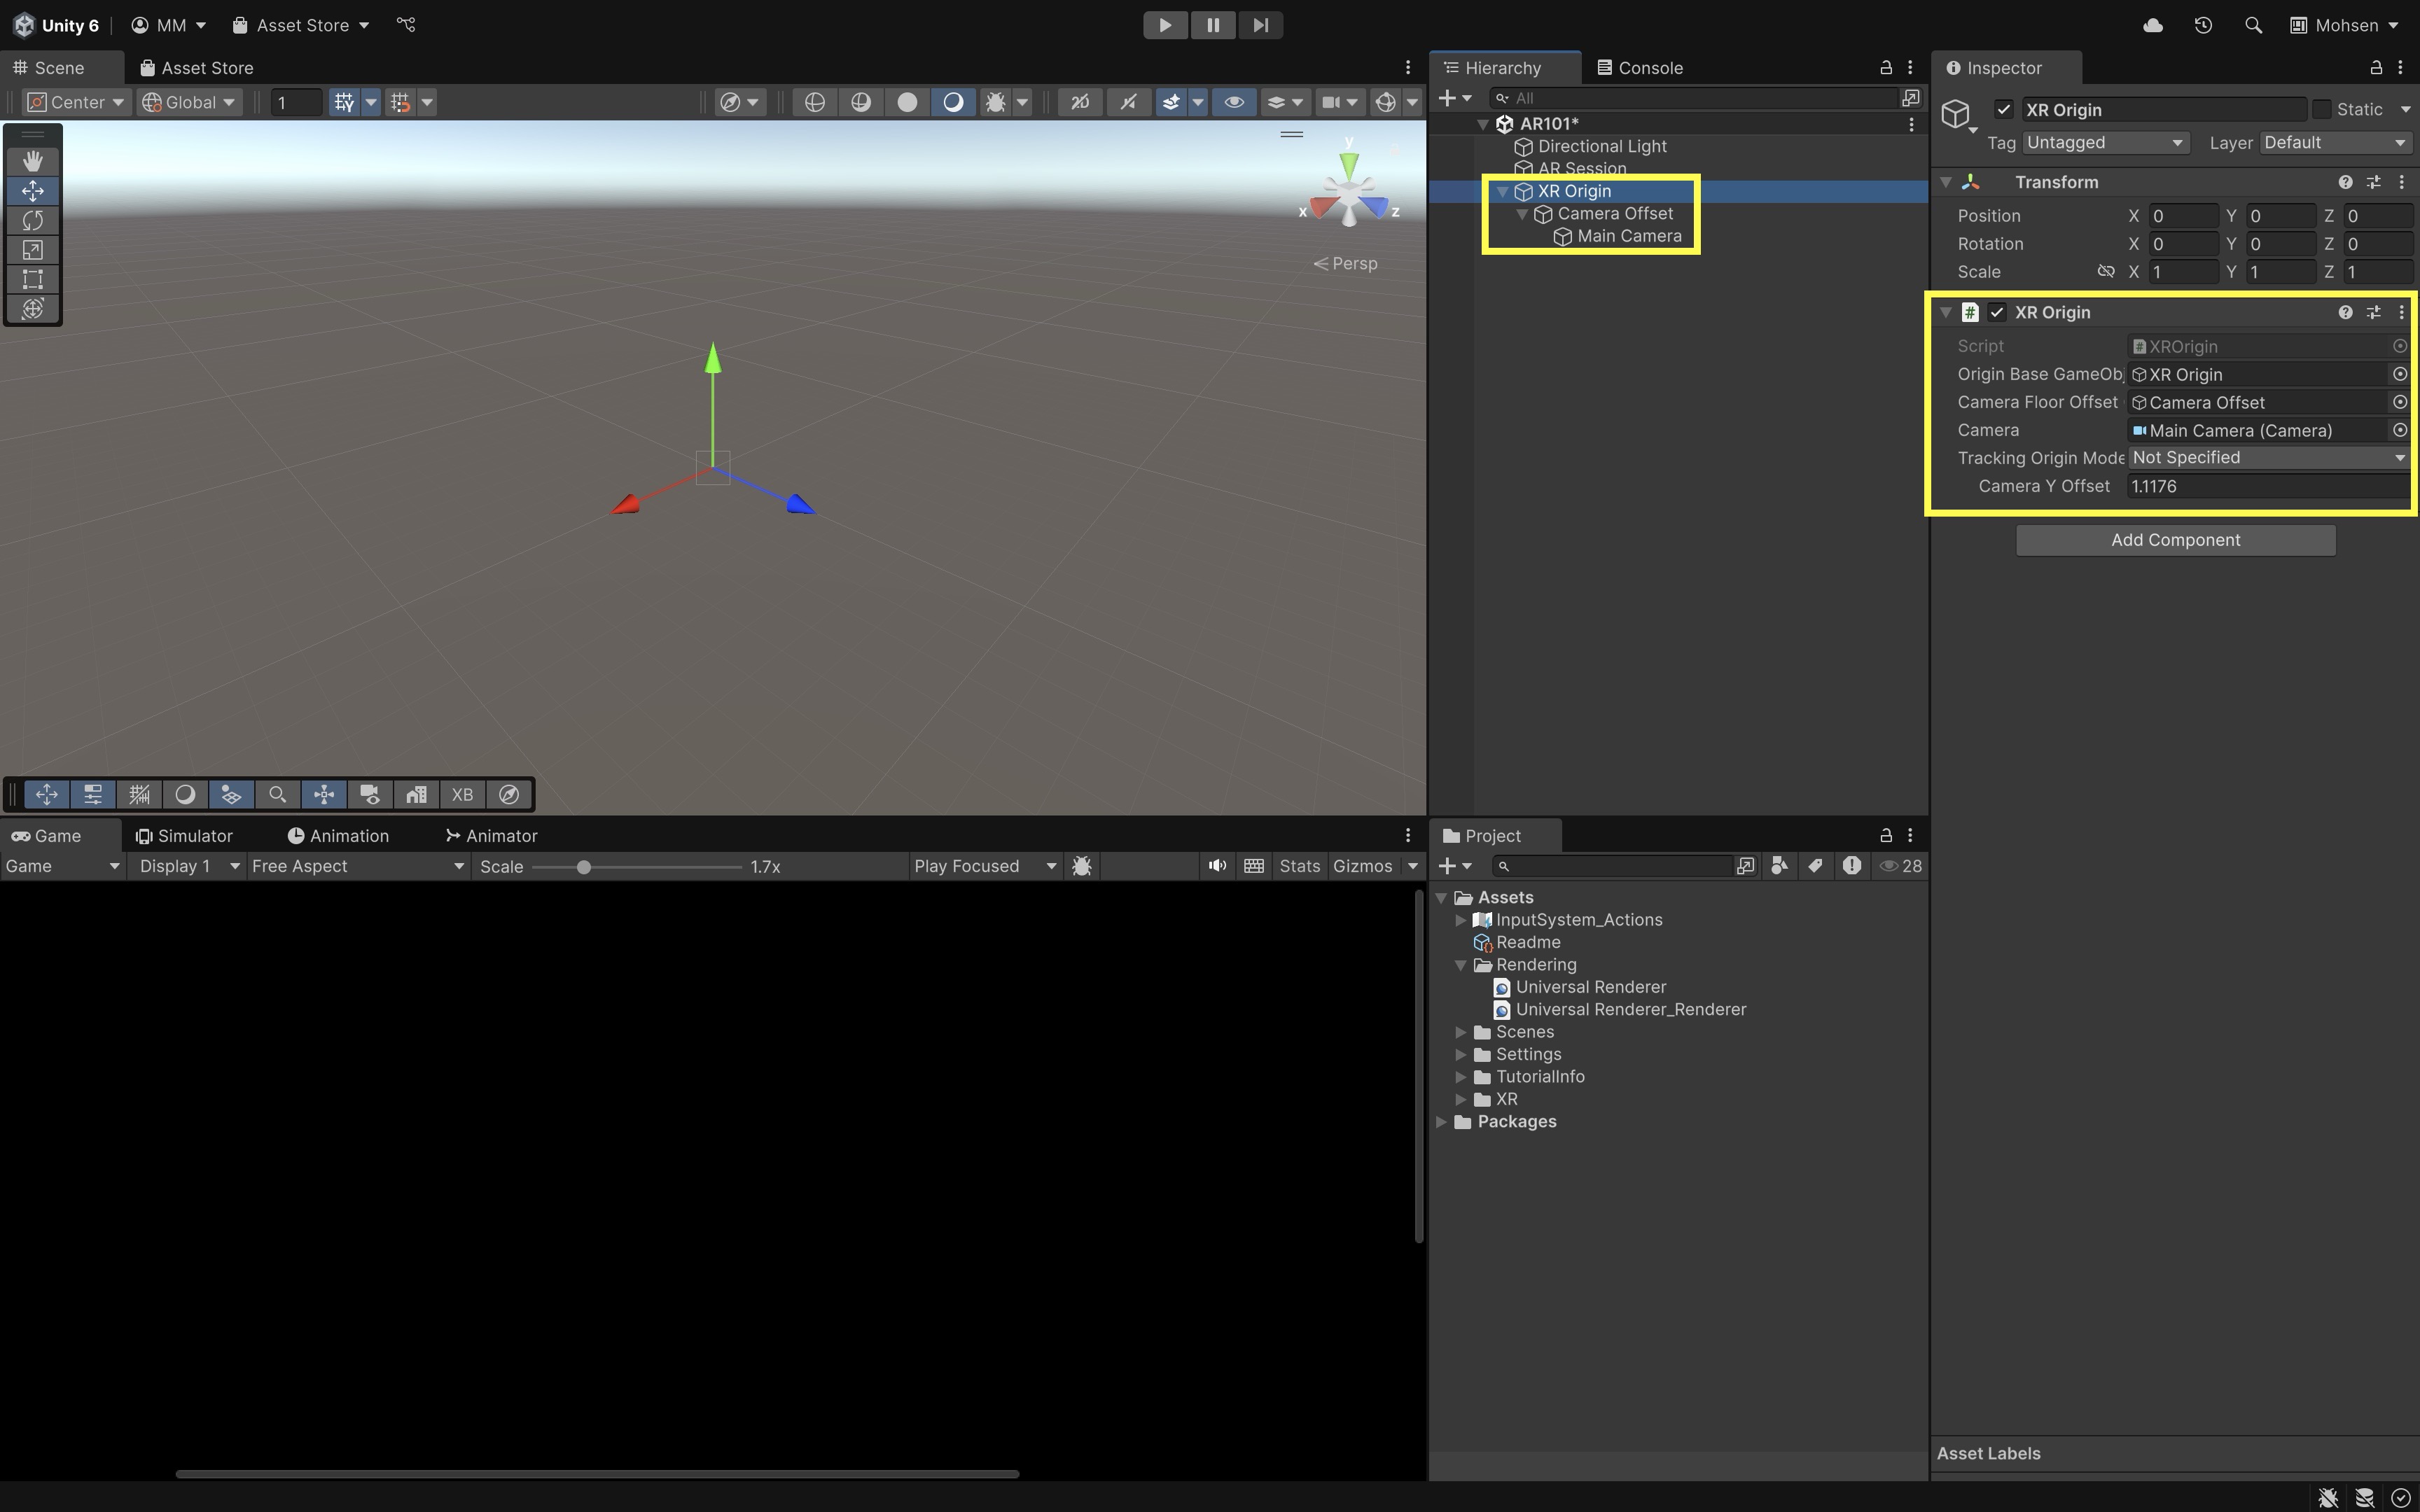 Unity 6 MM Asset Store Mohsen
Scene Asset Store
Center Global 1 2D
y
x z
Persp
XB
Hierarchy Console
All
AR101*
Directional Light
AR Session
XR Origin
Camera Offset
Main Camera
Inspector
XR Origin Static
Tag Untagged Layer Default
Transform
Position X 0 Y 0 Z 0
Rotation X 0 Y 0 Z 0
Scale X 1 Y 1 Z 1
XR Origin
Script XROrigin
Origin Base GameObj XR Origin
Camera Floor Offset Camera Offset
Camera Main Camera (Camera)
Tracking Origin Mode Not Specified
Camera Y Offset 1.1176
Add Component
Game Simulator Animation Animator
Game Display 1 Free Aspect Scale 1.7x Play Focused Stats Gizmos
Project
28
Assets
InputSystem_Actions
Readme
Rendering
Universal Renderer
Universal Renderer_Renderer
Scenes
Settings
TutorialInfo
XR
Packages
Asset Labels